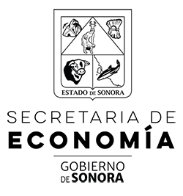 ESTADO DE SONORA
SECRETARIA DE
ECONOMÍA
GOBIERNO
DE SONORA